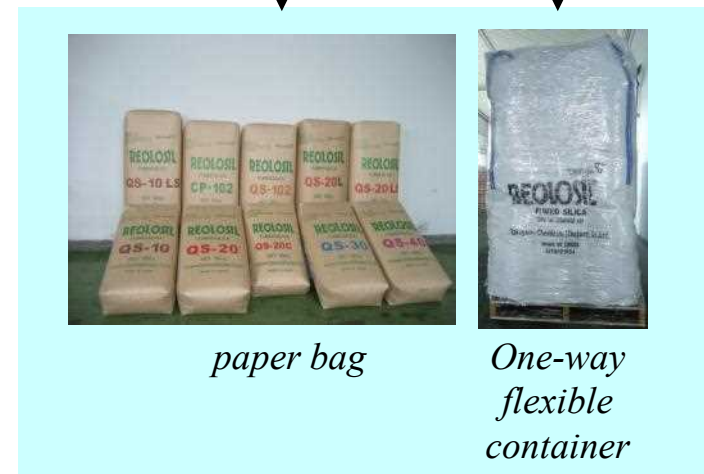 REOLOSIL
QS-10 LS
REOLOSIL
CP-102
REOLOSIL
QS-102
REOLOSIL
QS-20L
REOLOSIL
QS-20LS
REOLOSIL
QS-10
REOLOSIL
QS-20
REOLOSIL
QS-20C
REOLOSIL
QS-30
REOLOSIL
QS-40
REOLOSIL
FUMED SILICA
paper bag
One-way
flexible
container